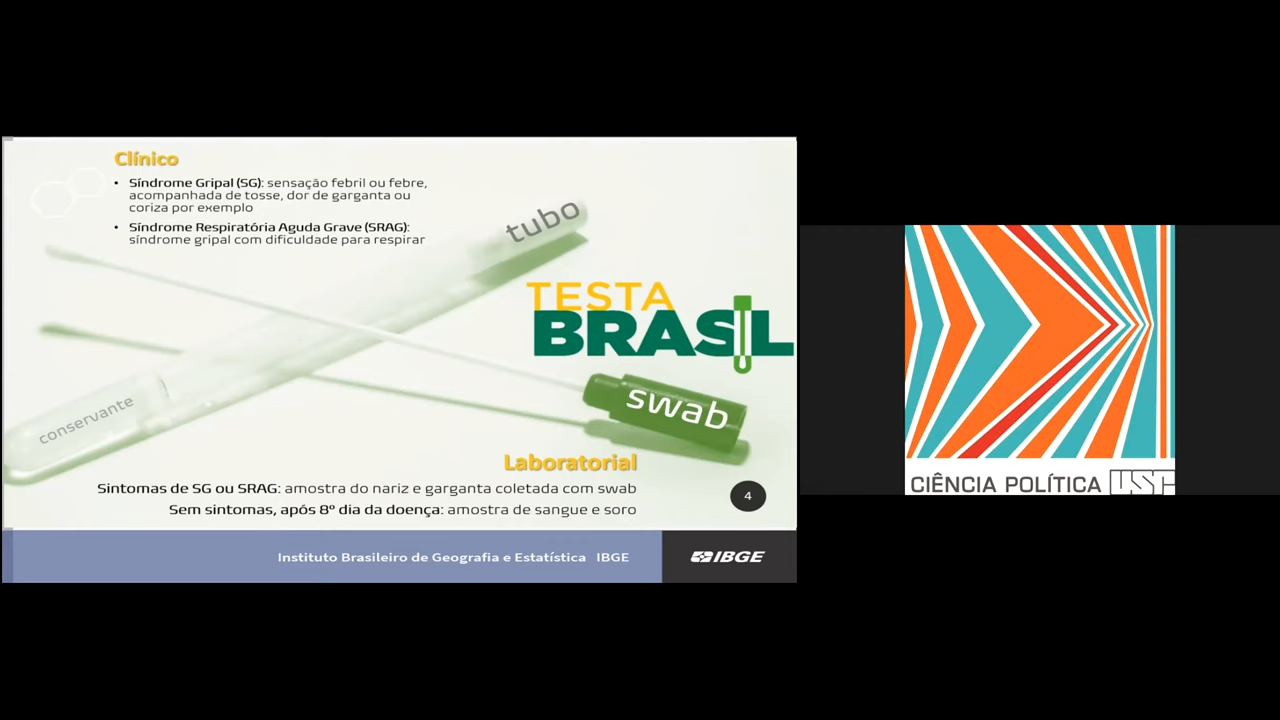 Clínico
• Síndrome Gripal (SG): sensação febril ou febre,
acompanhada de tosse, dor de garganta ou
coriza por exemplo
• Síndrome Respiratória Aguda Grave (SRAG):
síndrome gripal com dificuldade para respirar
tubo
TESTA
BRASIL
conservante
swab
Laboratorial
Sintomas de SG ou SRAG: amostra do nariz e garganta coletada com swab
Sem sintomas, após 8º dia da doença: amostra de sangue e soro
4
Instituto Brasileiro de Geografia e Estatística IBGE
IBGE
CIÊNCIA POLÍTICA USP